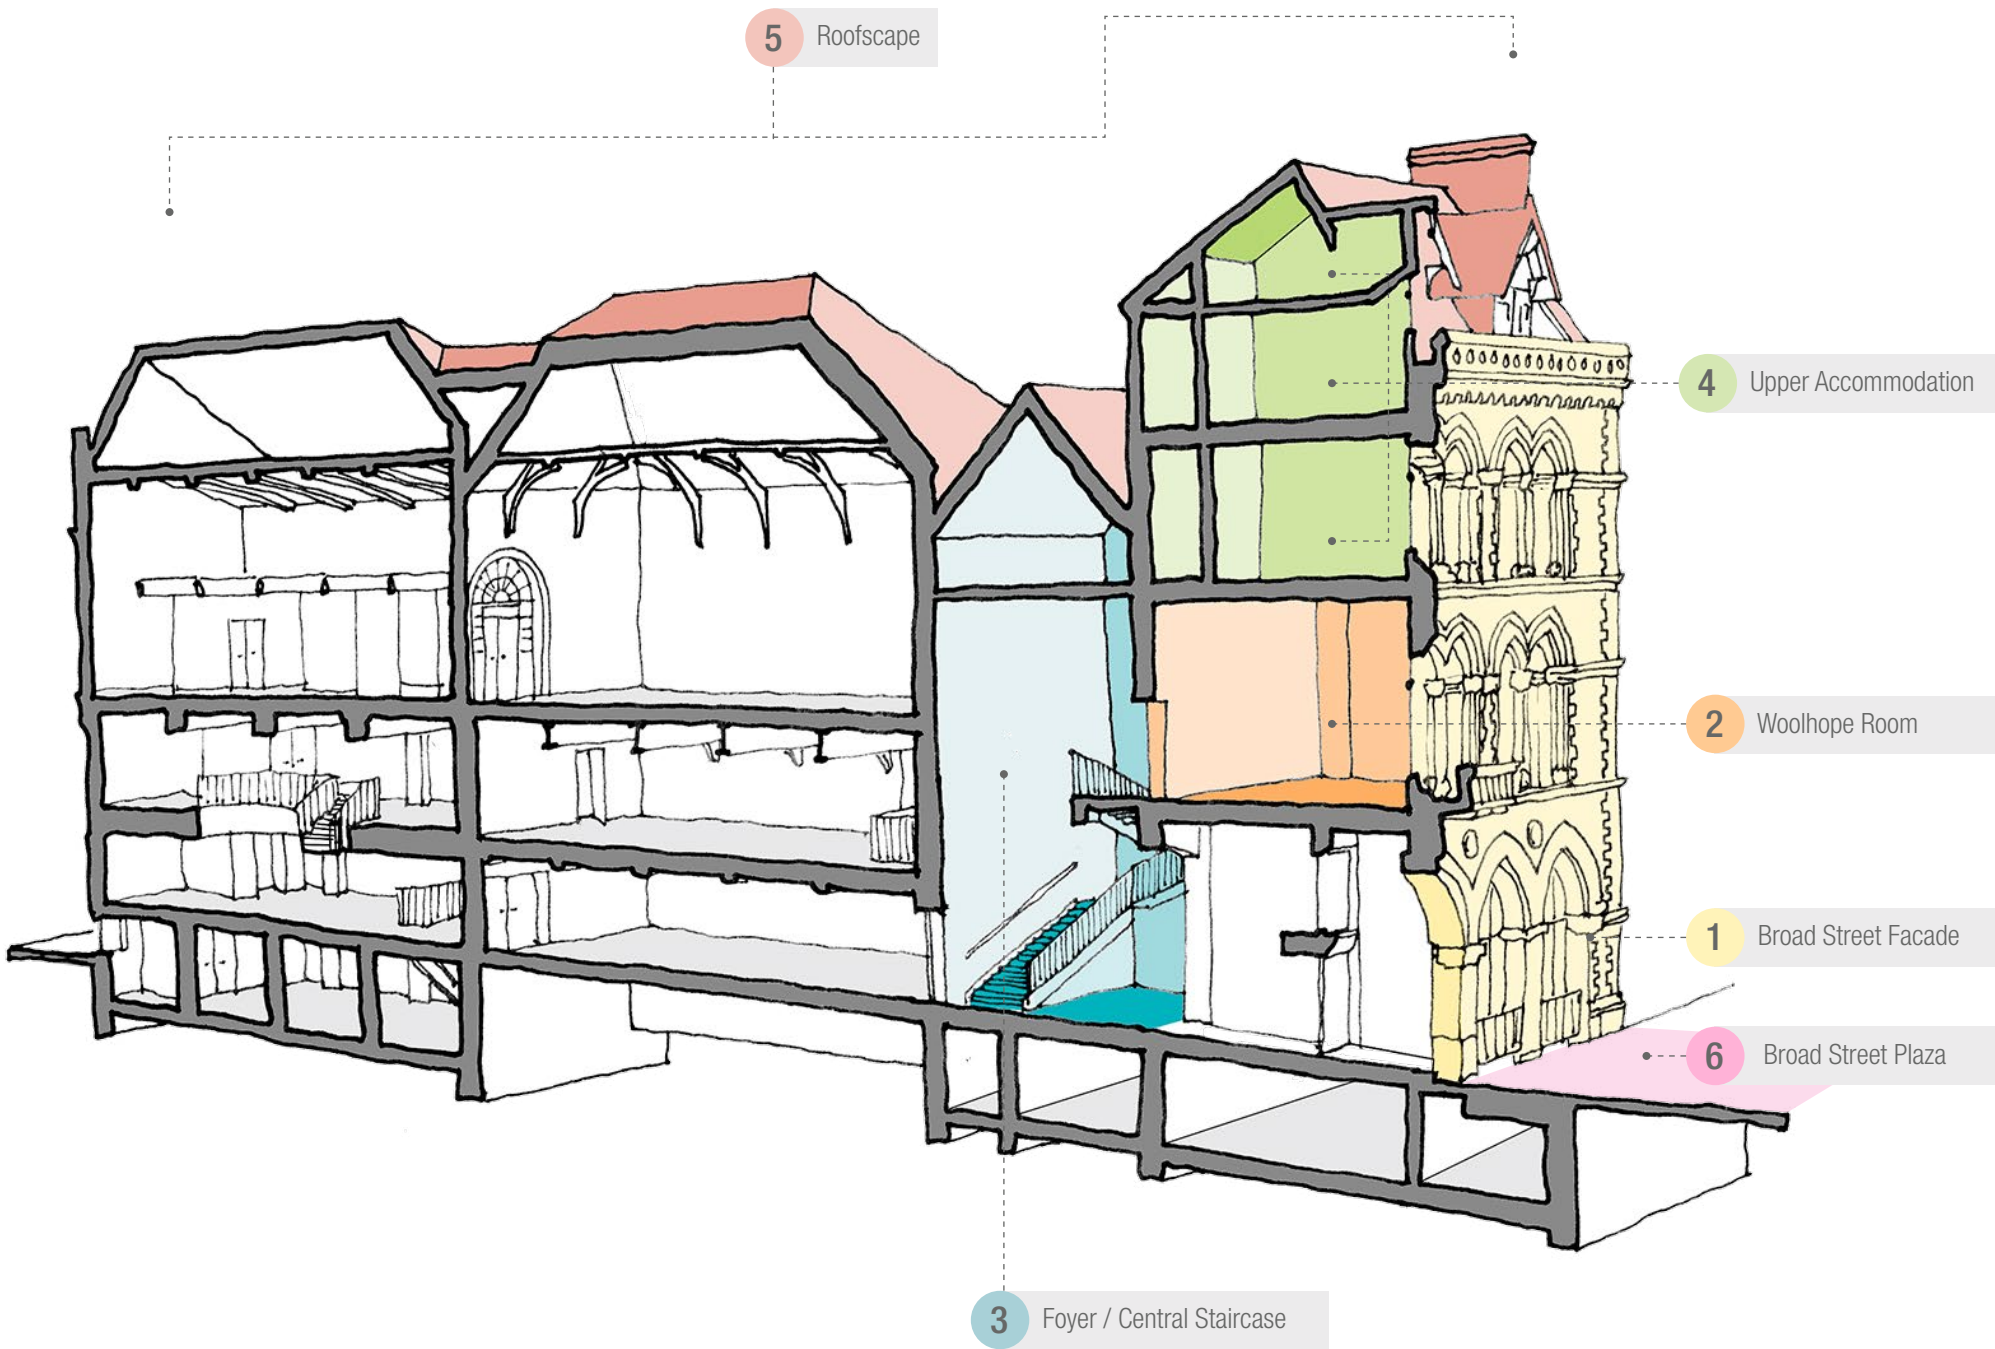 5 Roofscape
4 Upper Accommodation
2 Woolhope Room
1 Broad Street Facade
6 Broad Street Plaza
3 Foyer / Central Staircase